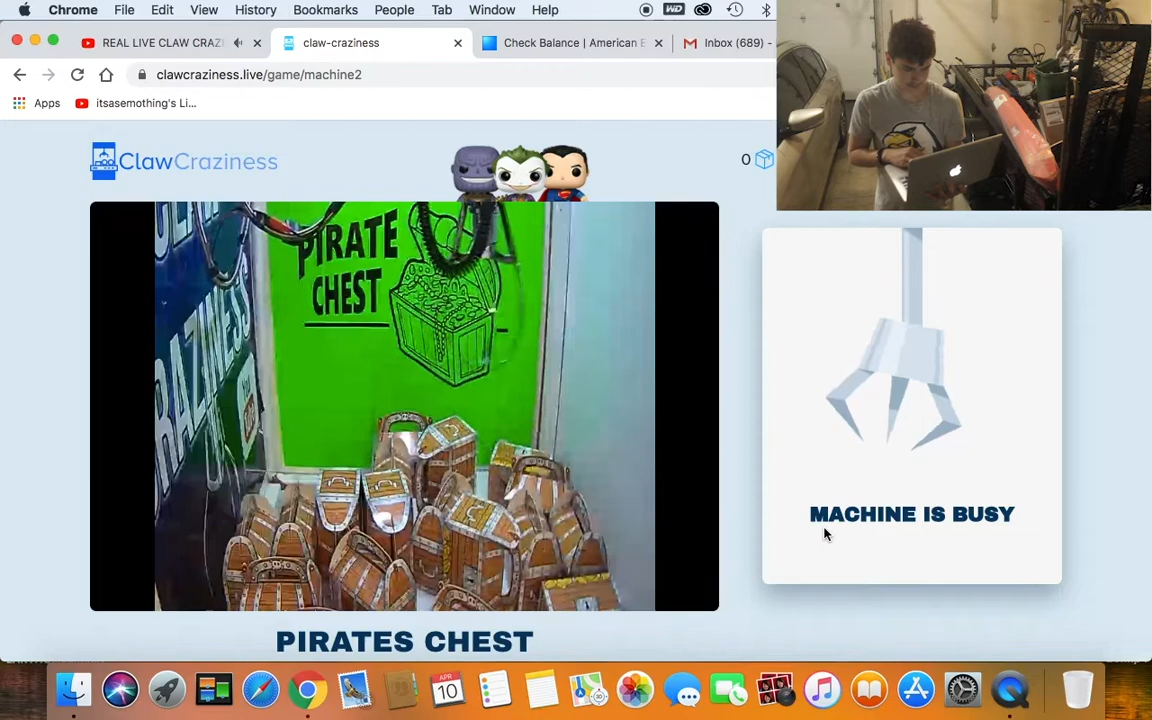 Chrome File Edit View History Bookmarks People Tab Window Help WD
REAL LIVE CLAW CRAZ claw-craziness Check Balance | American E Inbox (689) -
clawcraziness.live/game/machine2
Apps itsasemothing's Li...
ClawCraziness
0
PIRATE
CHEST
MACHINE IS BUSY
PIRATES CHEST
APR
10